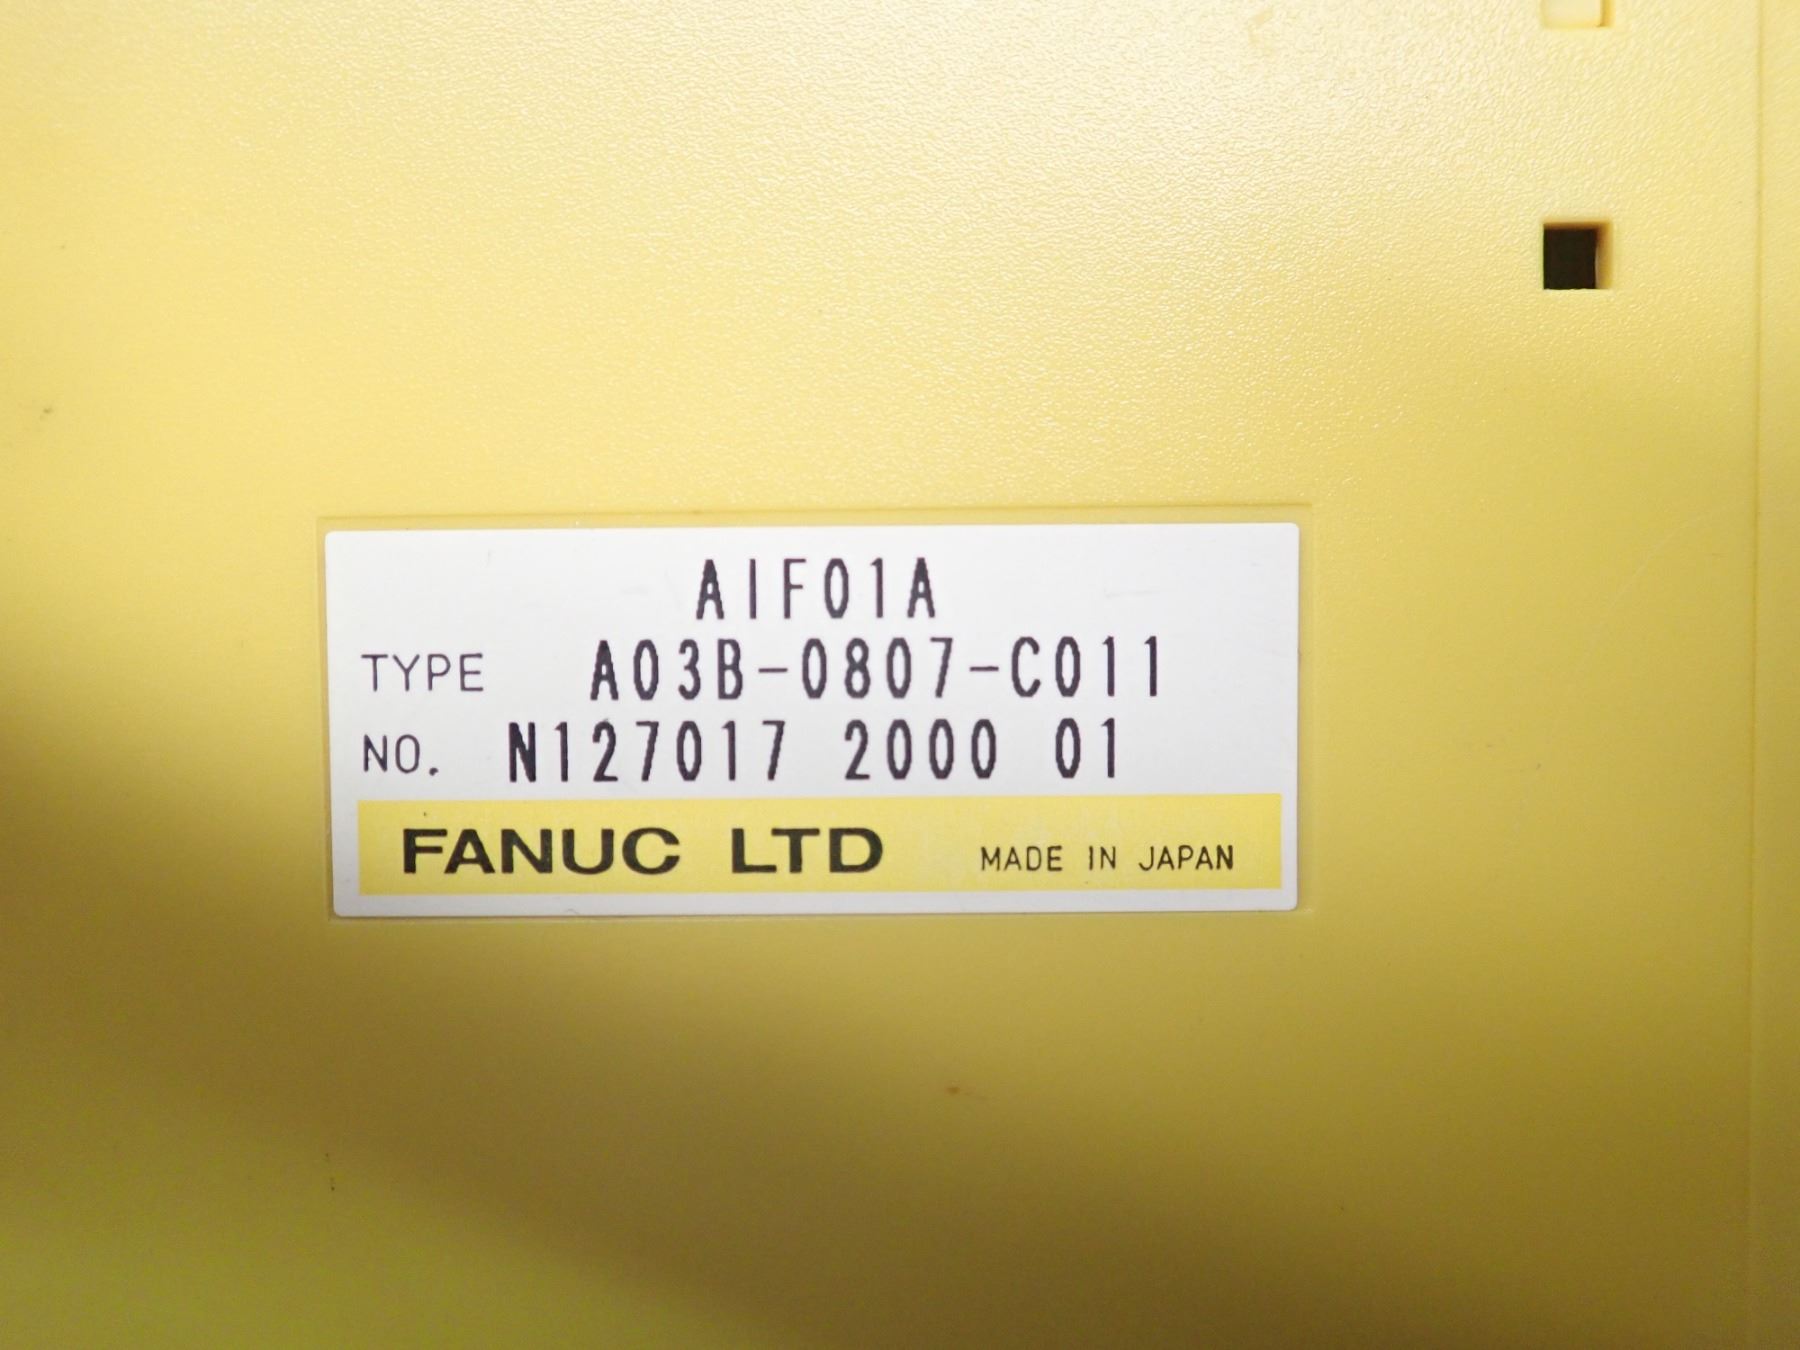 AIF01A
TYPE A03B-0807-C011
NO. N127017 2000 01
FANUC LTD MADE IN JAPAN